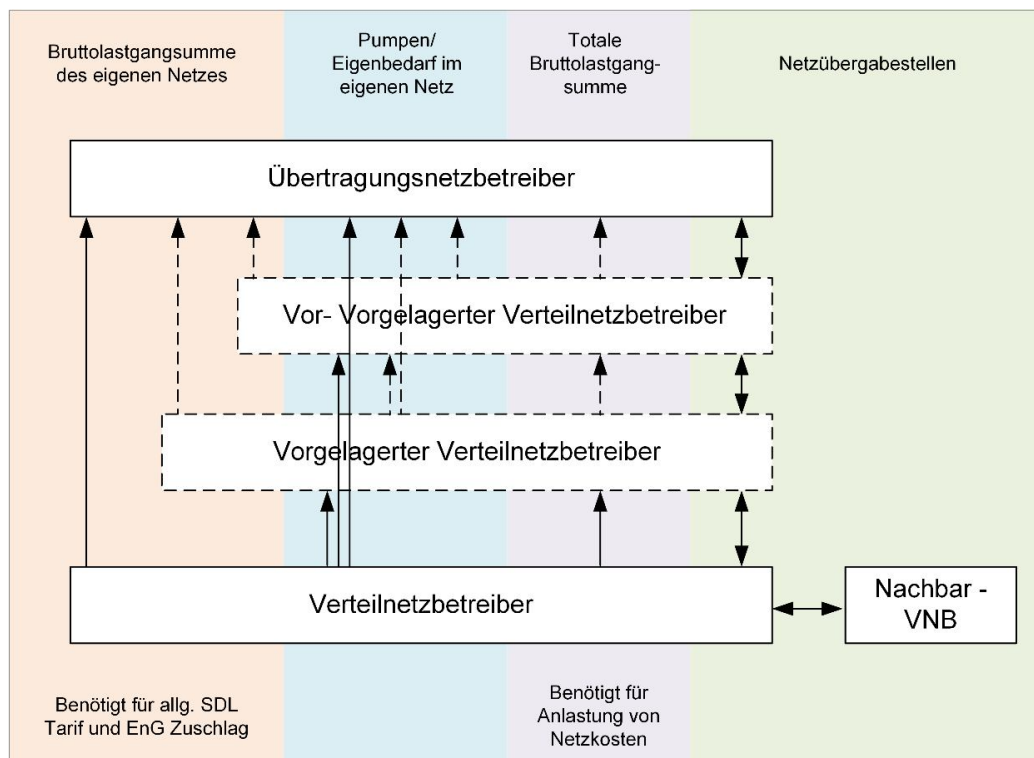 Bruttolastgangsumme
des eigenen Netzes
Pumpen/
Eigenbedarf im
eigenen Netz
Totale
Bruttolastgang-
summe
Netzübergabestellen
Übertragungsnetzbetreiber
Vor- Vorgelagerter Verteilnetzbetreiber
Vorgelagerter Verteilnetzbetreiber
Verteilnetzbetreiber
Nachbar -
VNB
Benötigt für allg. SDL
Tarif und EnG Zuschlag
Benötigt für
Anlastung von
Netzkosten